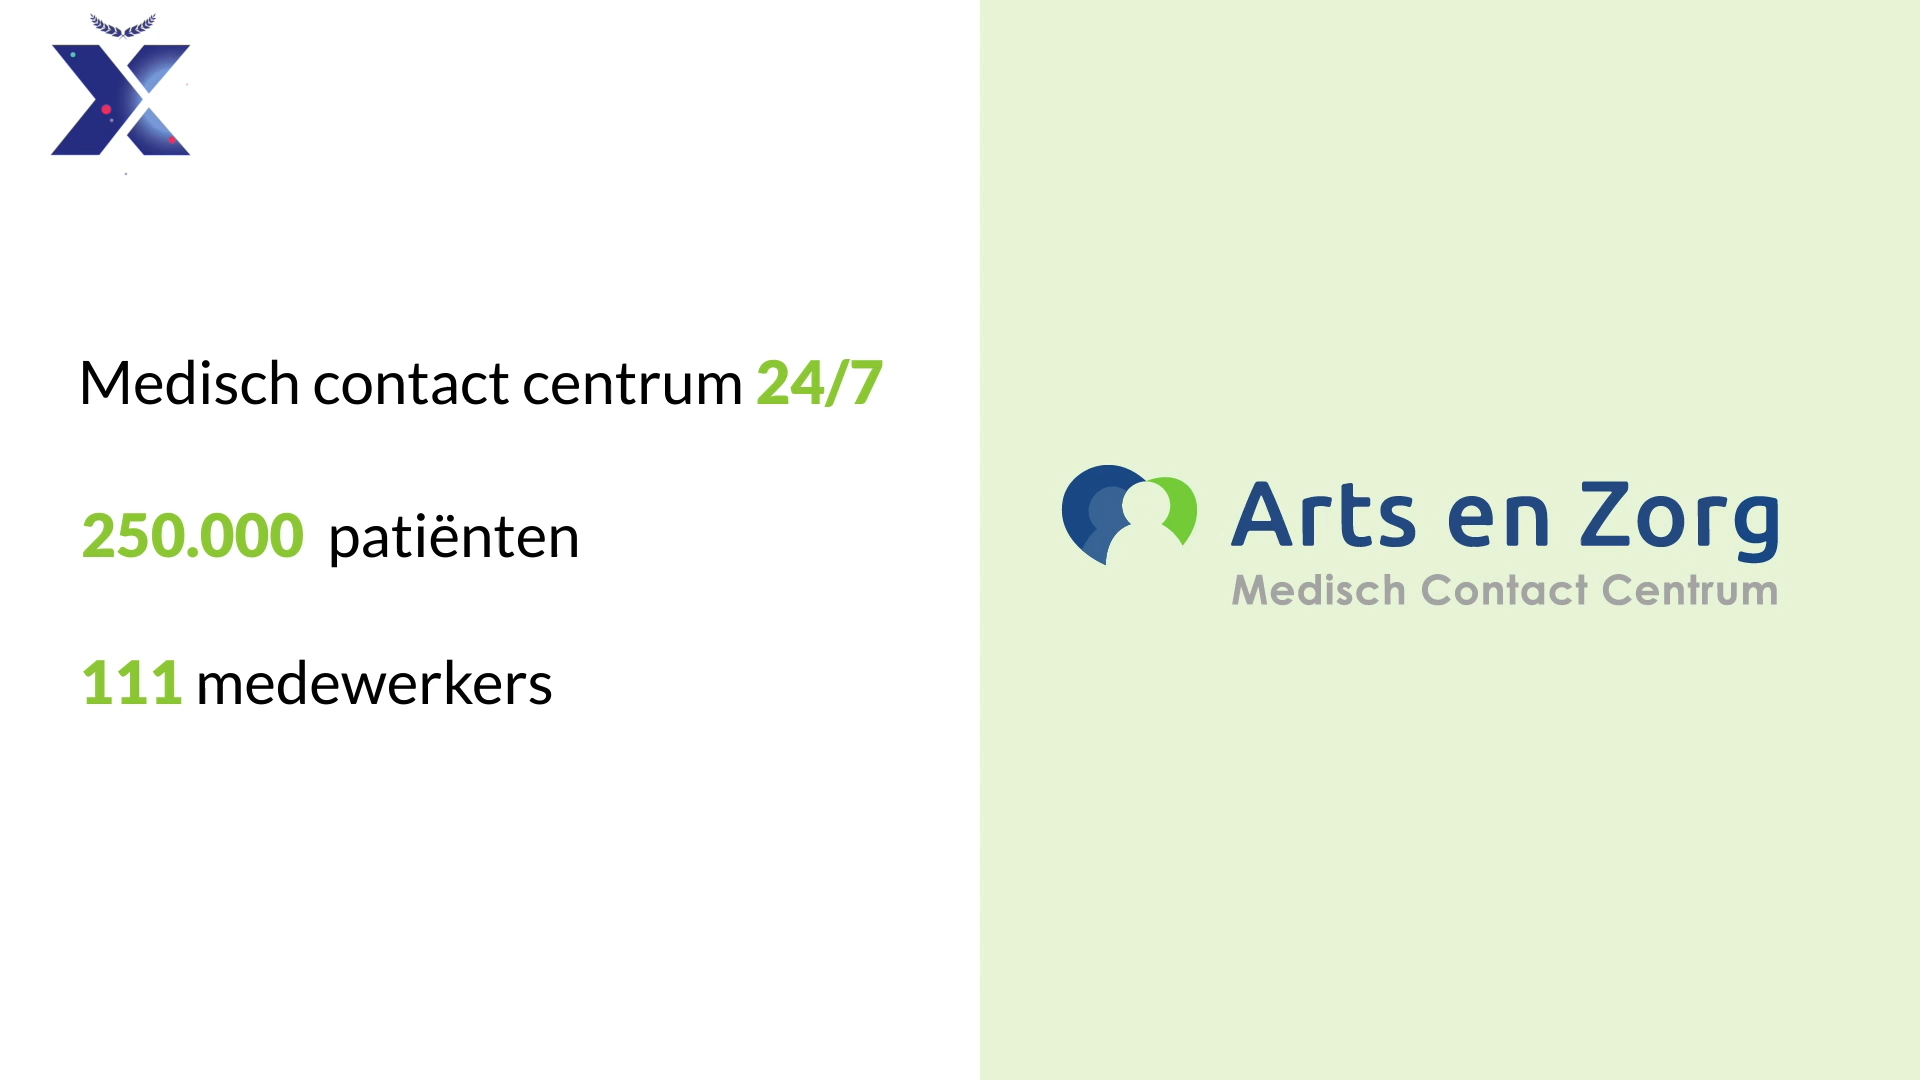 Medisch contact centrum 24/7
250.000 patiënten
111 medewerkers
Arts en Zorg
Medisch Contact Centrum